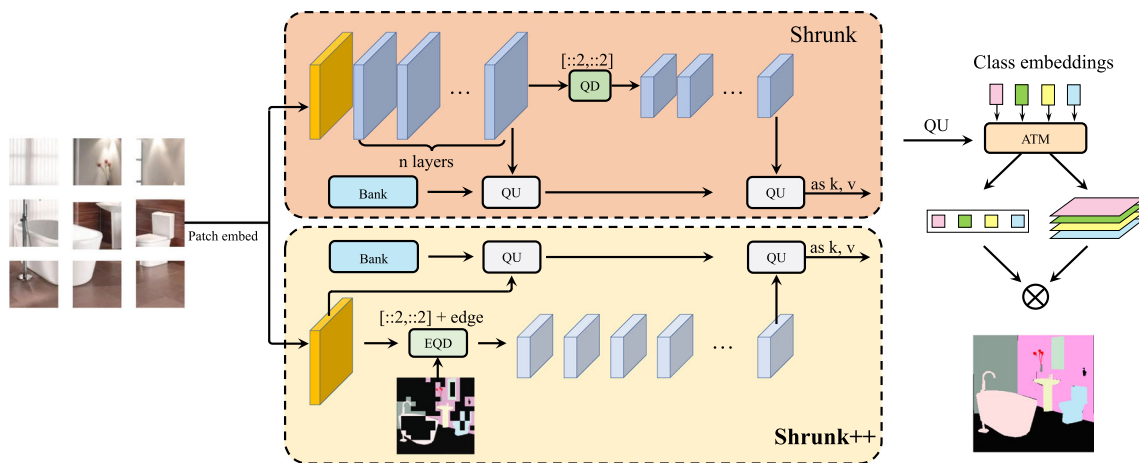 Shrunk
[::2,::2]
QD
...
...
n layers
Bank
QU
QU
as k, v
Patch embed
Bank
QU
QU
as k, v
[::2,::2] + edge
EQD
...
Shrunk++
Class embeddings
QU
ATM